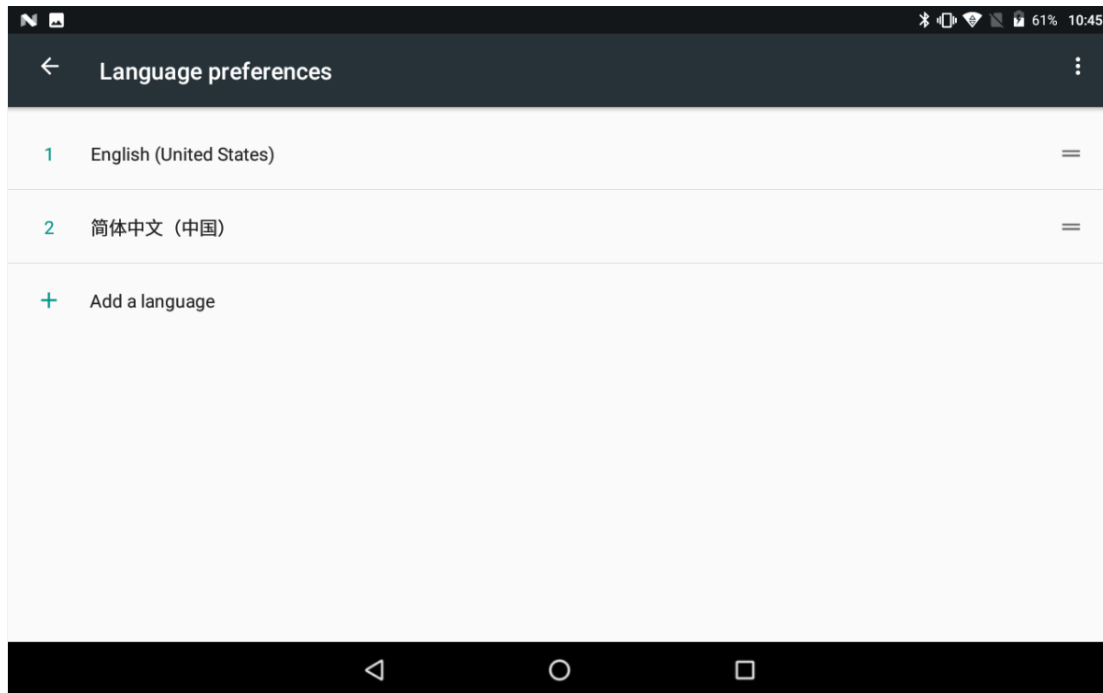 61% 10:45
Language preferences
1 English (United States)
2 简体中文（中国）
Add a language